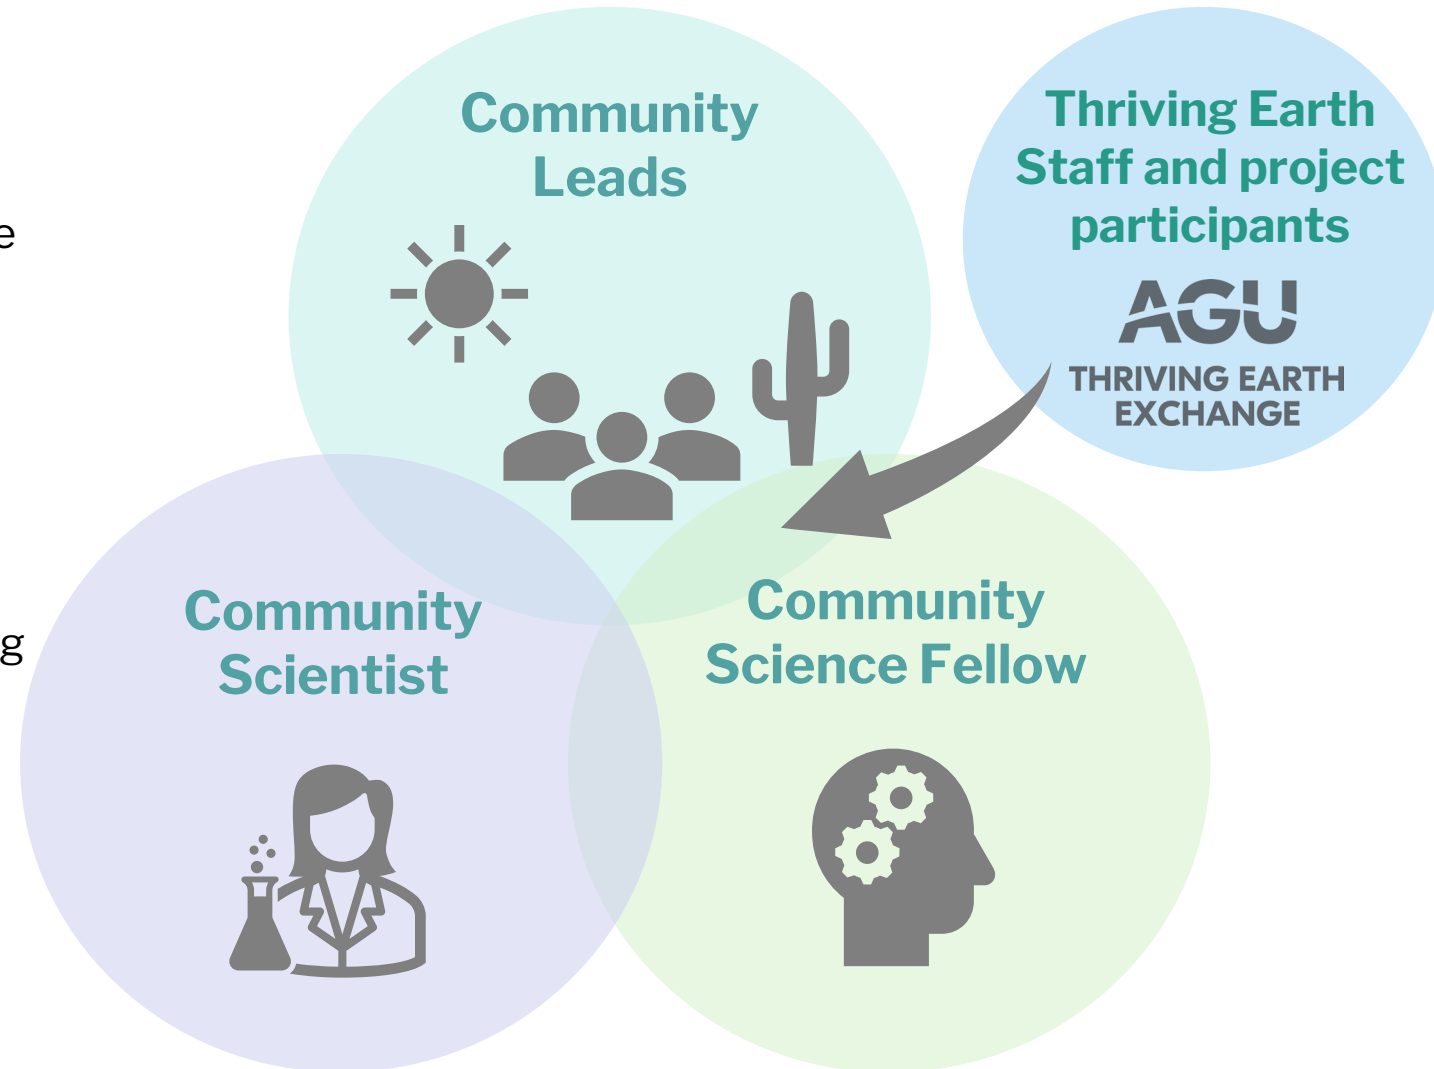 Community
Leads
Thriving Earth
Staff and project
participants
AGU
THRIVING EARTH
EXCHANGE
Community
Scientist
Community
Science Fellow
e
g